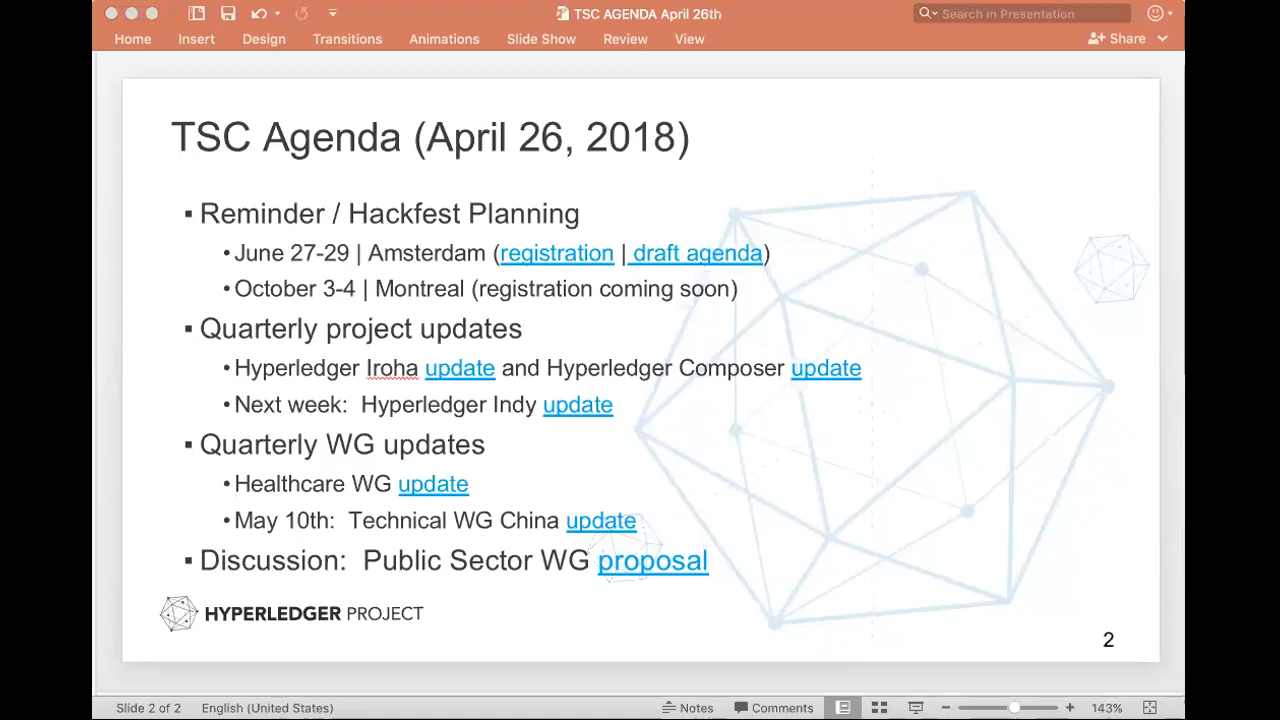 TSC AGENDA April 26th
Search in Presentation
Home Insert Design Transitions Animations Slide Show Review View Share
TSC Agenda (April 26, 2018)
▪ Reminder / Hackfest Planning
• June 27-29 | Amsterdam (registration | draft agenda)
• October 3-4 | Montreal (registration coming soon)
▪ Quarterly project updates
• Hyperledger Iroha update and Hyperledger Composer update
• Next week: Hyperledger Indy update
▪ Quarterly WG updates
• Healthcare WG update
• May 10th: Technical WG China update
▪ Discussion: Public Sector WG proposal
HYPERLEDGER PROJECT
2
Slide 2 of 2 English (United States) Notes Comments 143%